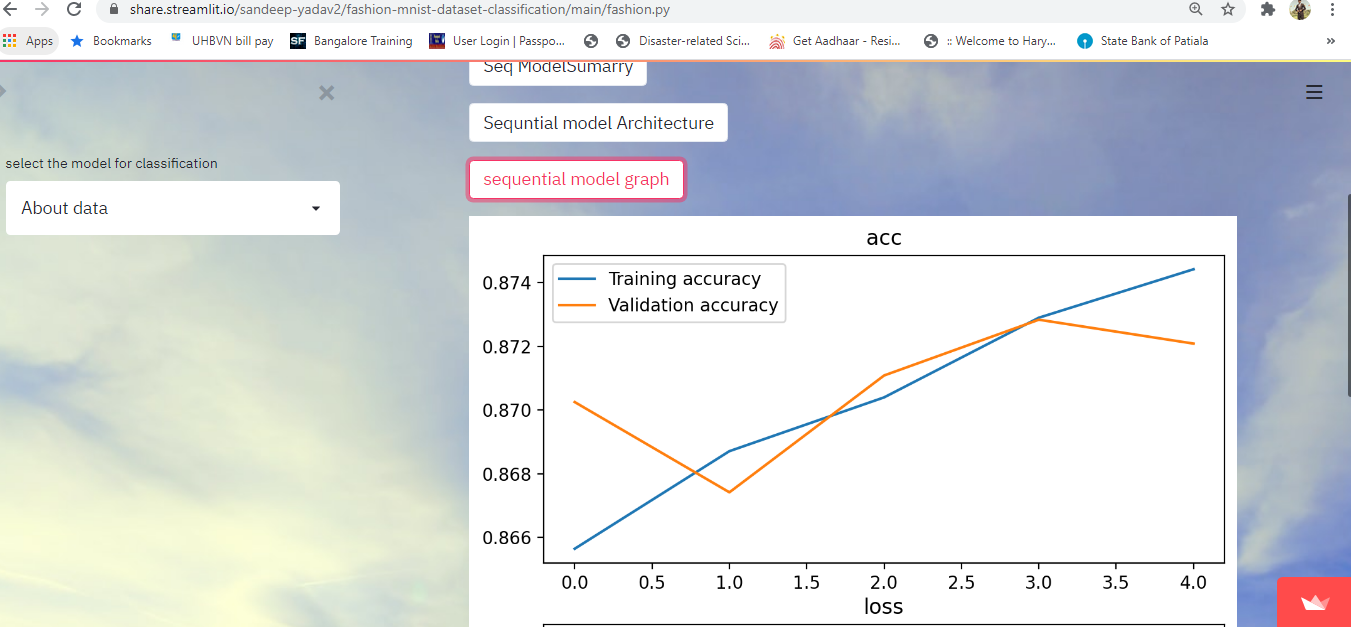 share.streamlit.io/sandeep-yadav2/fashion-mnist-dataset-classification/main/fashion.py
Apps Bookmarks UHBVN bill pay SF Bangalore Training User Login | Passpo... Disaster-related Sci... Get Aadhaar - Resi... :: Welcome to Hary... State Bank of Patiala »
Seq ModelSumarry
Sequntial model Architecture
select the model for classification
sequential model graph
About data
acc
Training accuracy
Validation accuracy
0.874
0.872
0.870
0.868
0.866
0.0 0.5 1.0 1.5 2.0 2.5 3.0 3.5 4.0
loss